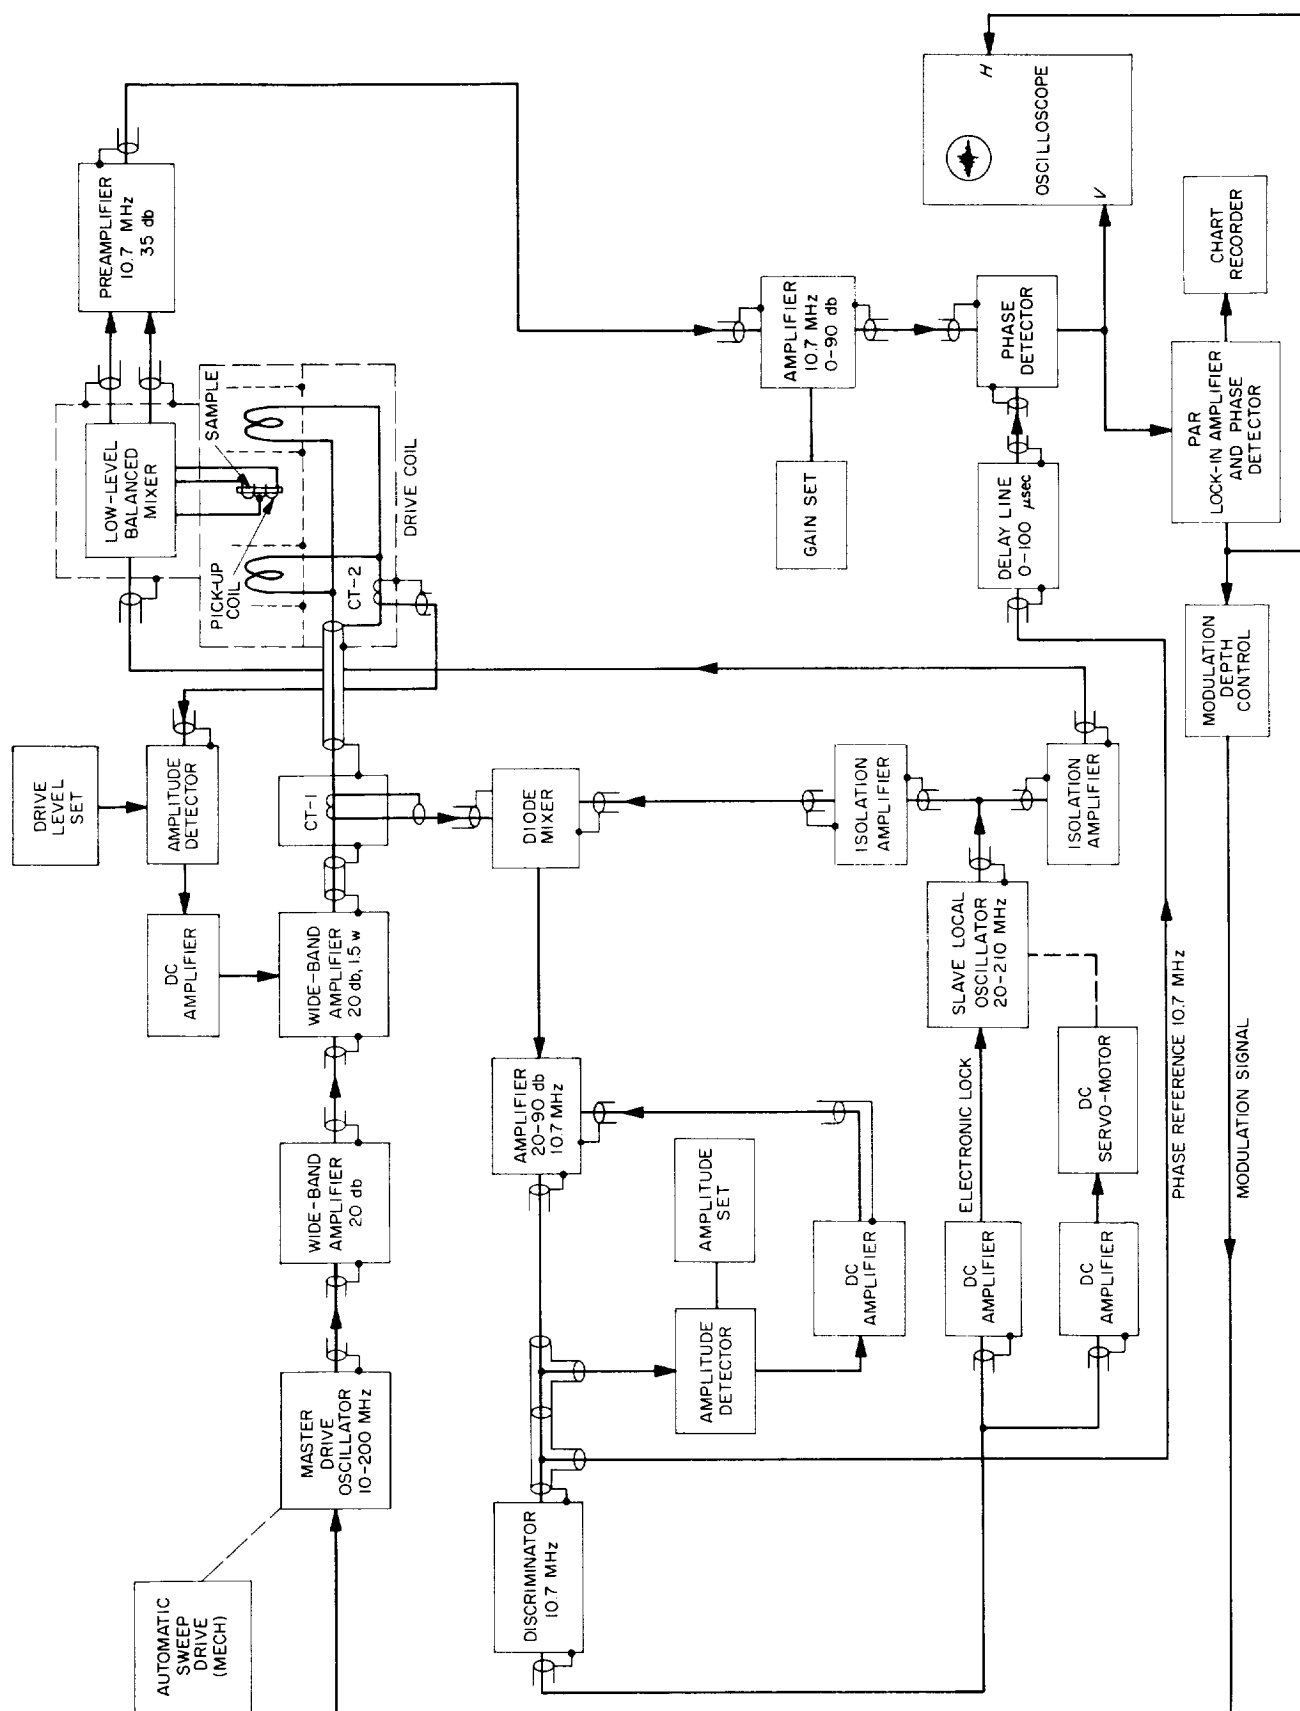 PREAMPLIFIER
10.7 MHz
35 db
H
OSCILLOSCOPE
V
CHART
RECORDER
LOW-LEVEL
BALANCED
MIXER
SAMPLE
PICK-UP
COIL
DRIVE COIL
CT-2
AMPLIFIER
10.7 MHz
0-90 db
PHASE
DETECTOR
PAR
LOCK-IN AMPLIFIER
AND PHASE
DETECTOR
GAIN SET
DELAY LINE
0-100 μsec
MODULATION
DEPTH
CONTROL
DRIVE
LEVEL
SET
AMPLITUDE
DETECTOR
CT-1
DIODE
MIXER
ISOLATION
AMPLIFIER
ISOLATION
AMPLIFIER
DC
AMPLIFIER
WIDE-BAND
AMPLIFIER
20 db, 1.5 w
SLAVE LOCAL
OSCILLATOR
20-210 MHz
WIDE-BAND
AMPLIFIER
20 db
AMPLIFIER
20-90 db
10.7 MHz
AMPLITUDE
SET
ELECTRONIC LOCK
DC
SERVO-MOTOR
PHASE REFERENCE 10.7 MHz
MODULATION SIGNAL
MASTER
DRIVE
OSCILLATOR
10-200 MHz
AMPLITUDE
DETECTOR
DC
AMPLIFIER
DC
AMPLIFIER
DC
AMPLIFIER
AUTOMATIC
SWEEP
DRIVE
(MECH)
DISCRIMINATOR
10.7 MHz